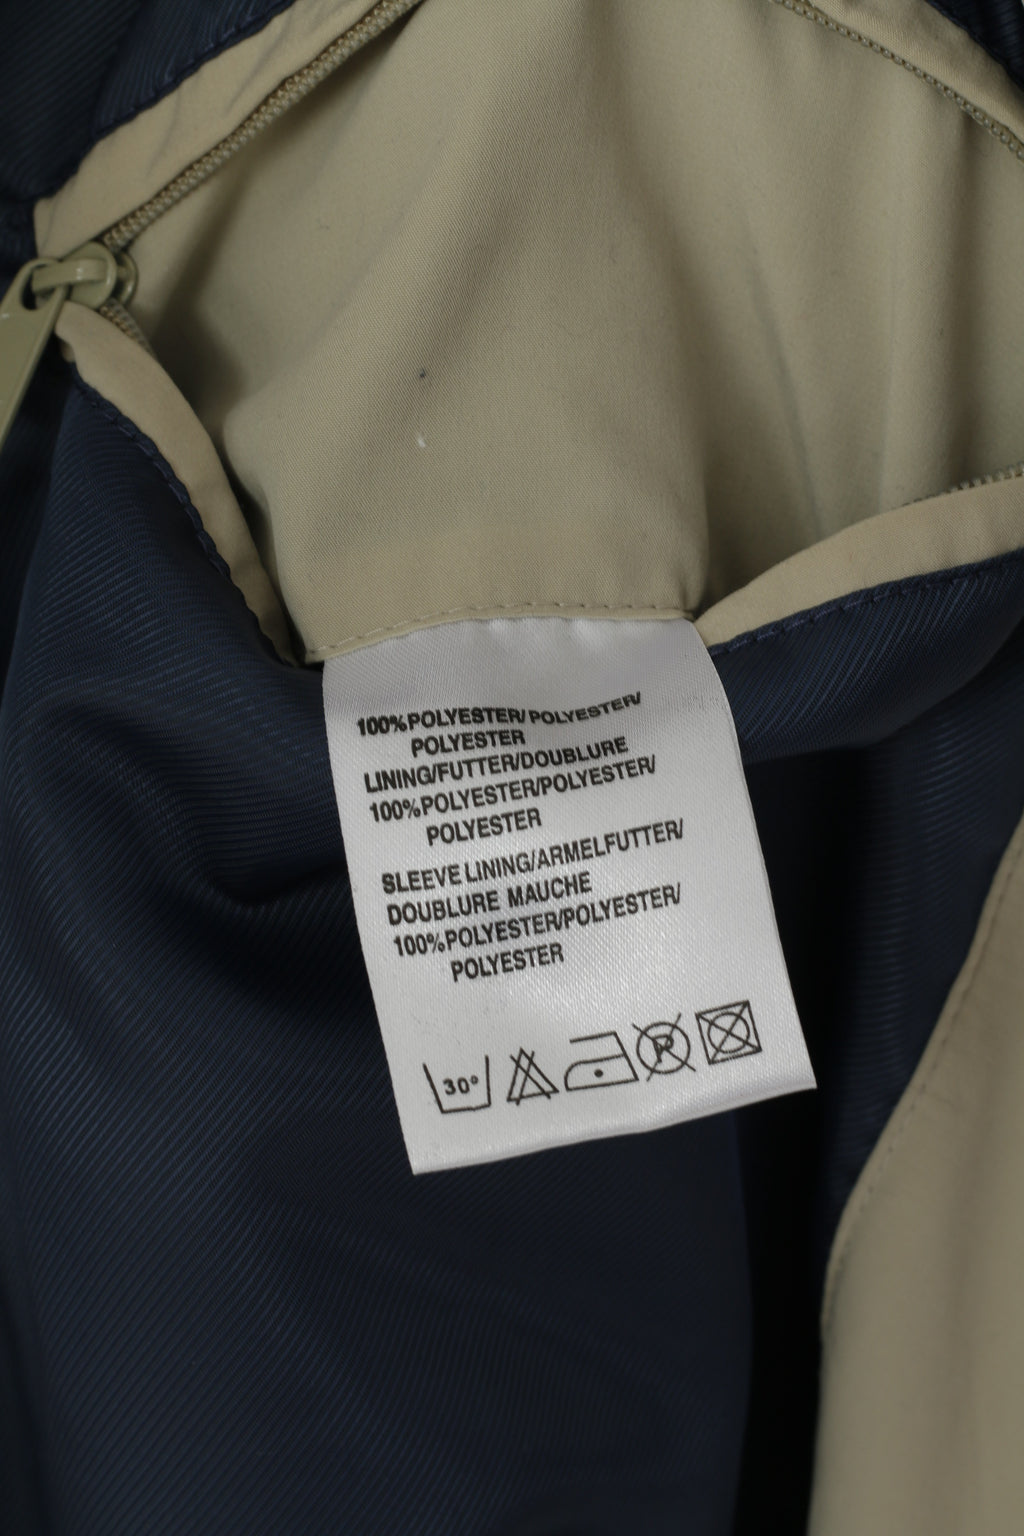 100%POLYESTER/POLYESTER/
POLYESTER
LINING/FUTTER/DOUBLURE
100%POLYESTER/POLYESTER/
POLYESTER
SLEEVE LINING/ARMELFUTTER/
DOUBLURE MAUCHE
100%POLYESTER/POLYESTER/
POLYESTER
30° P